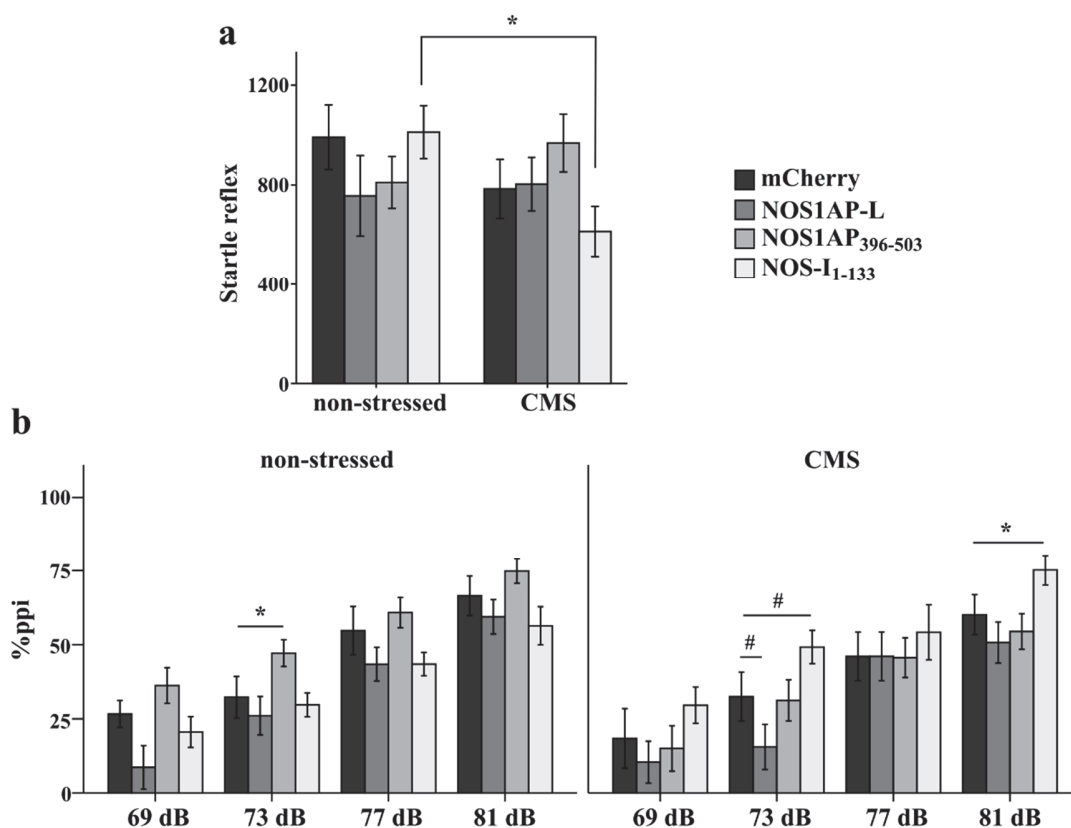 a
*
1200
800
400
0
Startle reflex
non-stressed CMS
mCherry
NOS1AP-L
NOS1AP396-503
NOS-I1-133
b
non-stressed CMS
100
75
50
25
0
%ppi
*
#
#
*
69 dB 73 dB 77 dB 81 dB 69 dB 73 dB 77 dB 81 dB